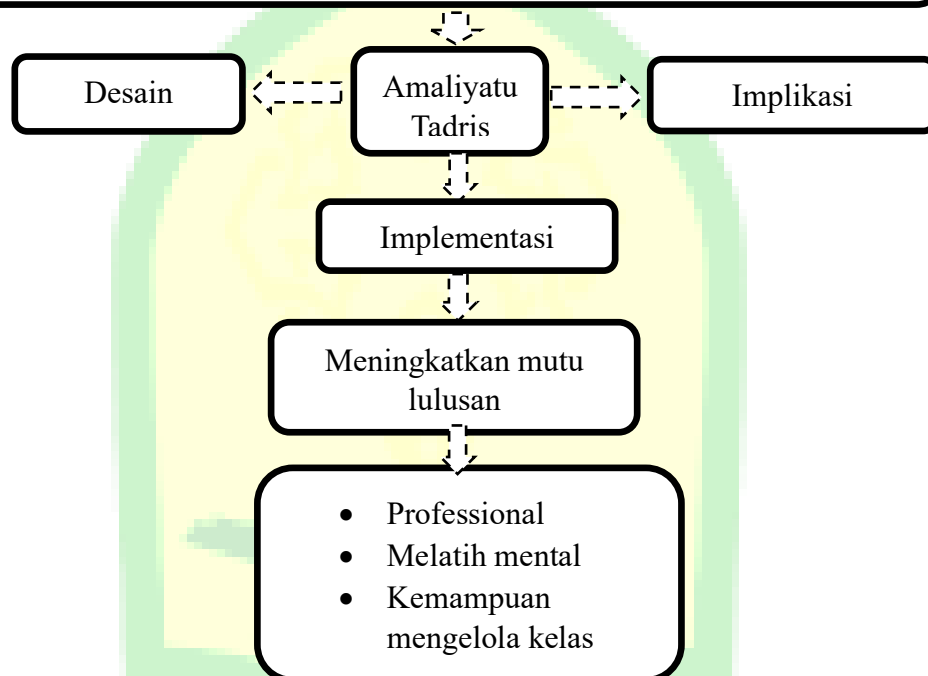 Desain
Amaliyatu
Tadris
Implikasi
Implementasi
Meningkatkan mutu
lulusan
• Professional
• Melatih mental
• Kemampuan
mengelola kelas